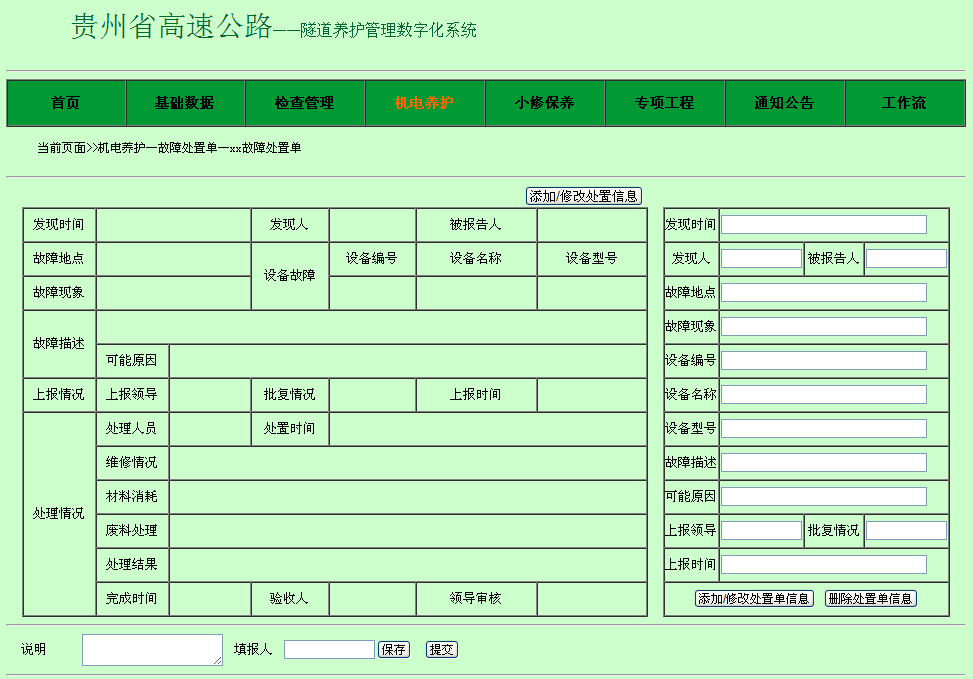 贵州省高速公路——隧道养护管理数字化系统
首页 基础数据 检查管理 机电养护 小修保养 专项工程 通知公告 工作流
当前页面>>机电养护—故障处置单—xx故障处置单
添加/修改处置信息
发现时间 发现人 被报告人
故障地点 设备故障 设备编号 设备名称 设备型号
故障现象
故障描述
可能原因
上报情况 上报领导 批复情况 上报时间
处理情况 处理人员 处置时间
维修情况
材料消耗
废料处理
处理结果
完成时间 验收人 领导审核
发现时间
发现人 被报告人
故障地点
故障现象
设备编号
设备名称
设备型号
故障描述
可能原因
上报领导 批复情况
上报时间
添加/修改处置单信息 删除处置单信息
说明 填报人 保存 提交